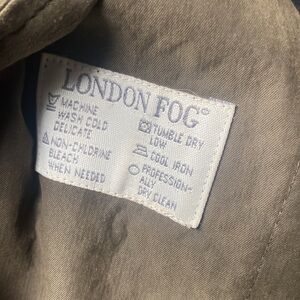 LONDON FOG®
MACHINE
WASH COLD
DELICATE
NON-CHLORINE
BLEACH
WHEN NEEDED
TUMBLE DRY
LOW
COOL IRON
PROFESSION-
ALLY
DRY CLEAN